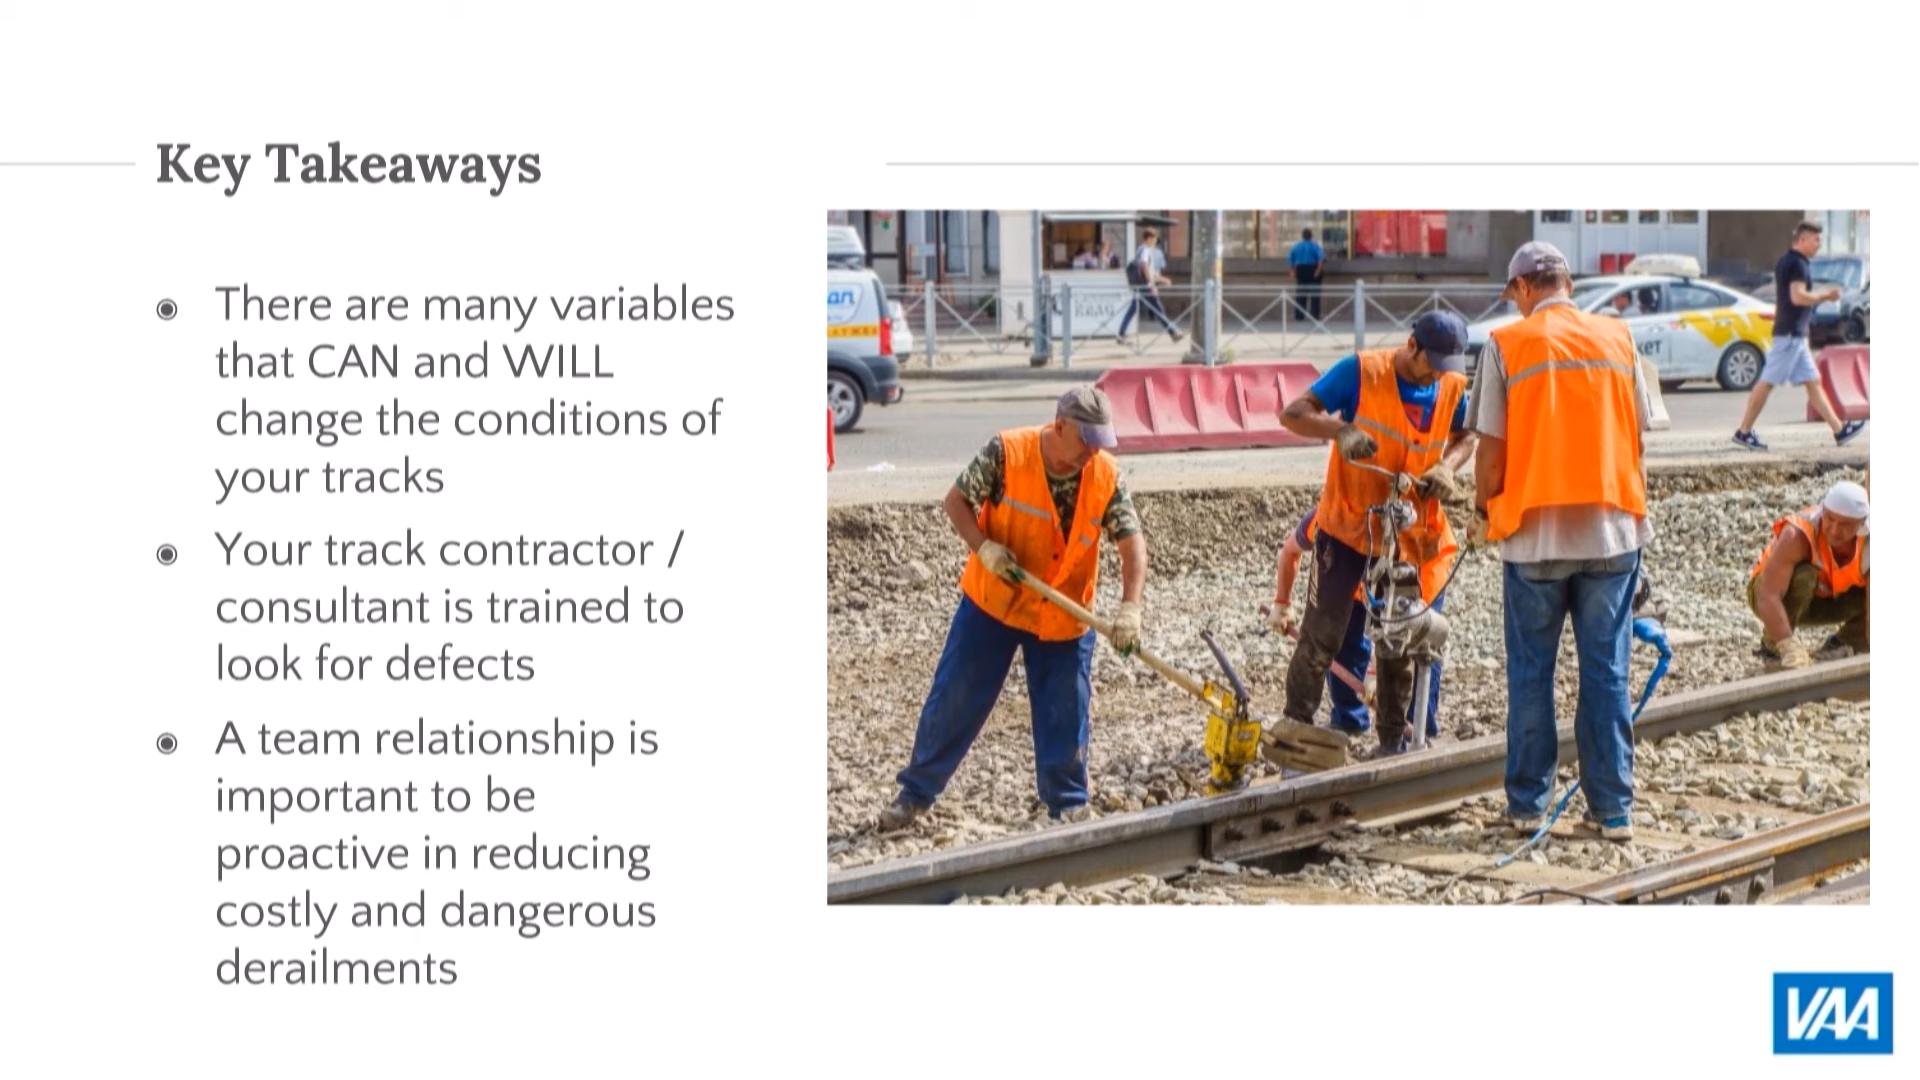 Key Takeaways
There are many variables
that CAN and WILL
change the conditions of
your tracks
Your track contractor /
consultant is trained to
look for defects
A team relationship is
important to be
proactive in reducing
costly and dangerous
derailments
VAA